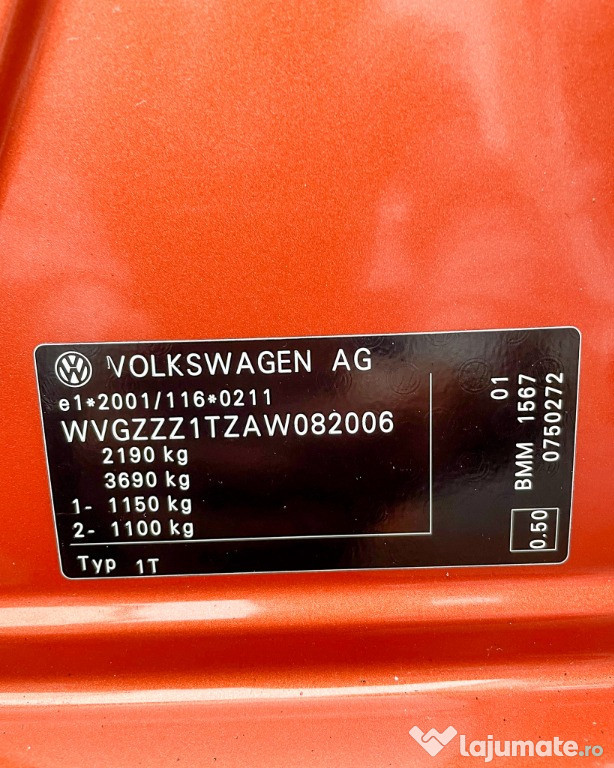 VOLKSWAGEN AG
e1*2001/116*0211
WVGZZZ1TZAW082006
2190 kg
3690 kg
1- 1150 kg
2- 1100 kg
Typ 1T
01
BMM 1567
0750272
0.50
lajumate.ro